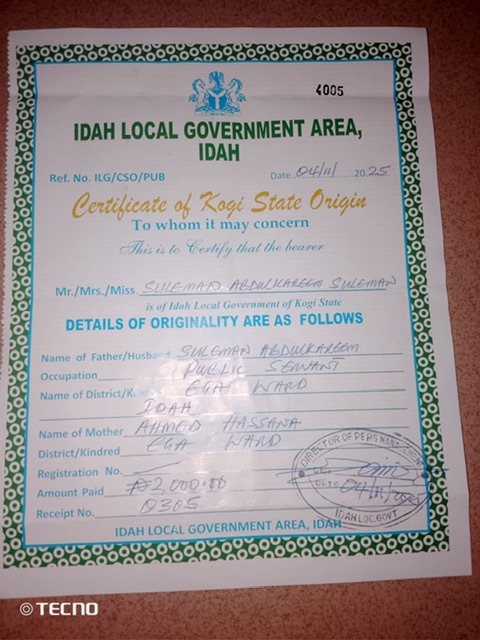 4005
IDAH LOCAL GOVERNMENT AREA,
IDAH
Ref. No. ILG/CSO/PUB
Date 04/11/ 2025
Certificate of Kogi State Origin
To whom it may concern
This is to Certify that the bearer
Mr./Mrs./Miss. SULEMAN ABDULKAREEM SULEMAN
is of Idah Local Government of Kogi State
DETAILS OF ORIGINALITY ARE AS FOLLOWS
Name of Father/Husband SULEMAN ABDULKAREEM
Occupation PUBLIC SERVANT
Name of District/ EGA WARD
IDAH
Name of Mother AHMED HASSANA
District/Kindred EGA WARD
Registration No.
Amount Paid ₦2,000.00
Receipt No. 0305
DIRECTOR OF PERS
DATE 04/11/2025
IDAH LOC. GOVT
IDAH LOCAL GOVERNMENT AREA, IDAH
© TECNO